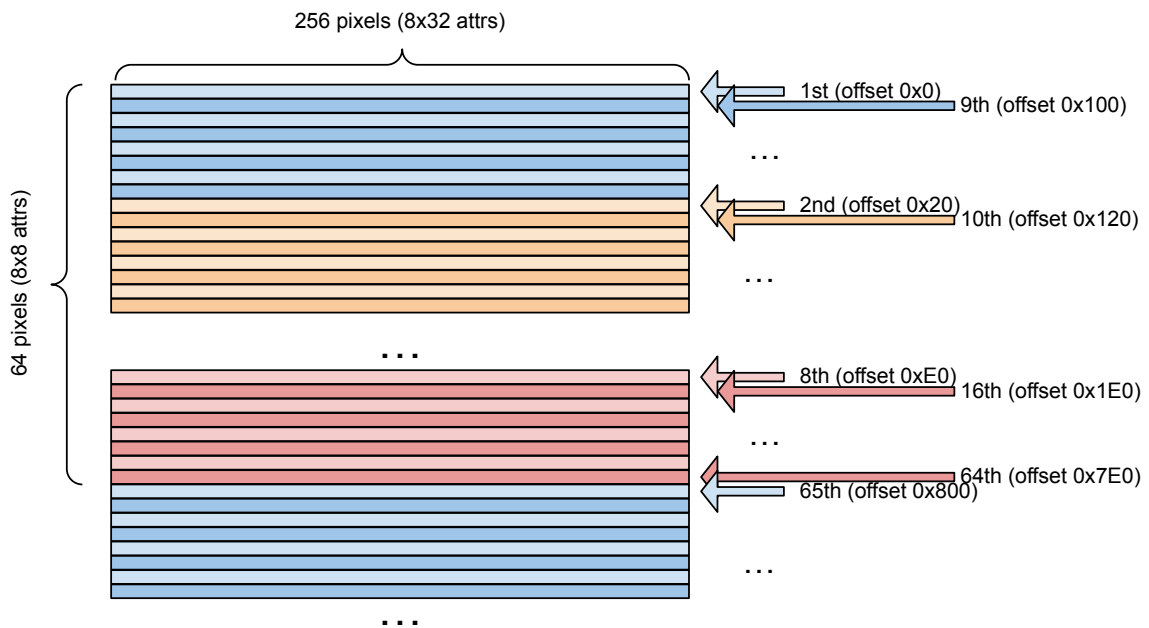 256 pixels (8x32 attrs)
64 pixels (8x8 attrs)
1st (offset 0x0)
9th (offset 0x100)
...
2nd (offset 0x20)
10th (offset 0x120)
...
...
8th (offset 0xE0)
16th (offset 0x1E0)
...
64th (offset 0x7E0)
65th (offset 0x800)
...
...